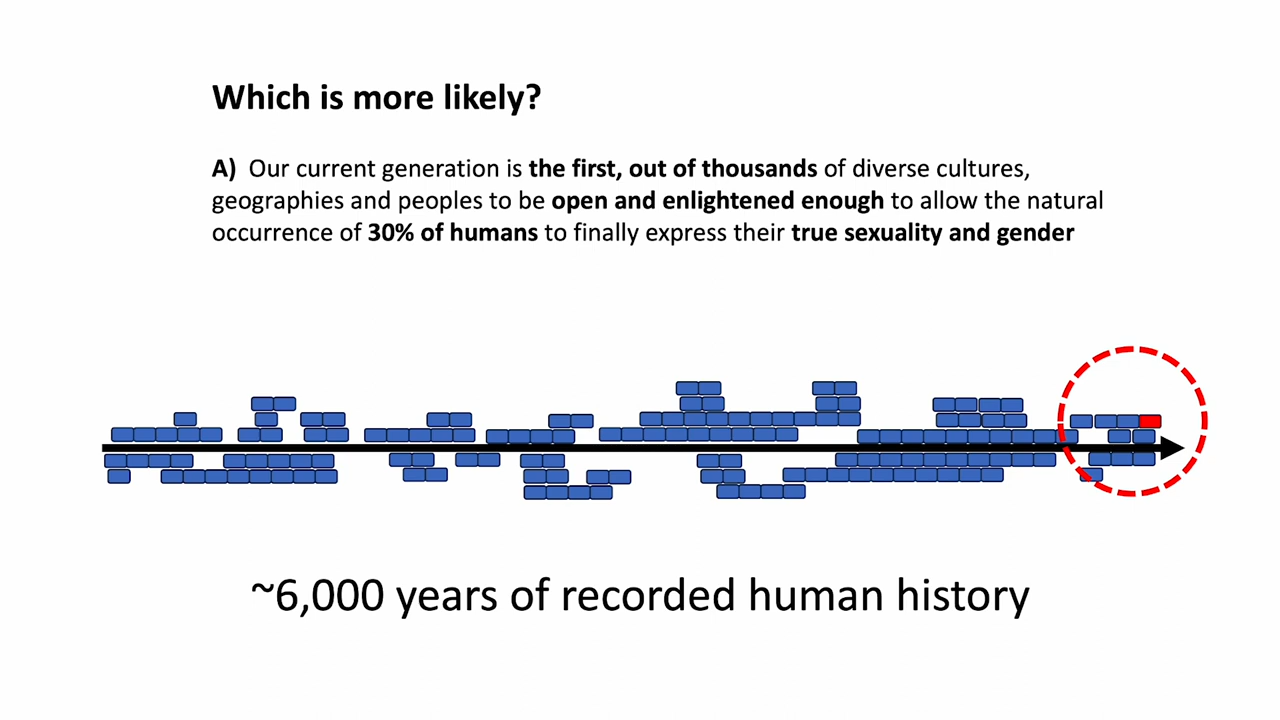 Which is more likely?
A) Our current generation is the first, out of thousands of diverse cultures,
geographies and peoples to be open and enlightened enough to allow the natural
occurrence of 30% of humans to finally express their true sexuality and gender
~6,000 years of recorded human history